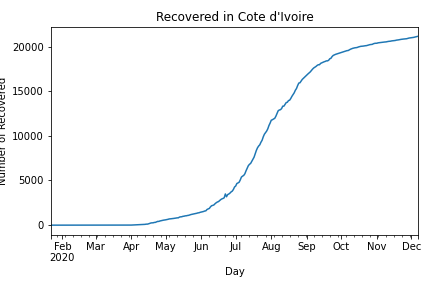 Recovered in Cote d'Ivoire
Number of Recovered
20000
15000
10000
5000
0
Feb Mar Apr May Jun Jul Aug Sep Oct Nov Dec
2020
Day